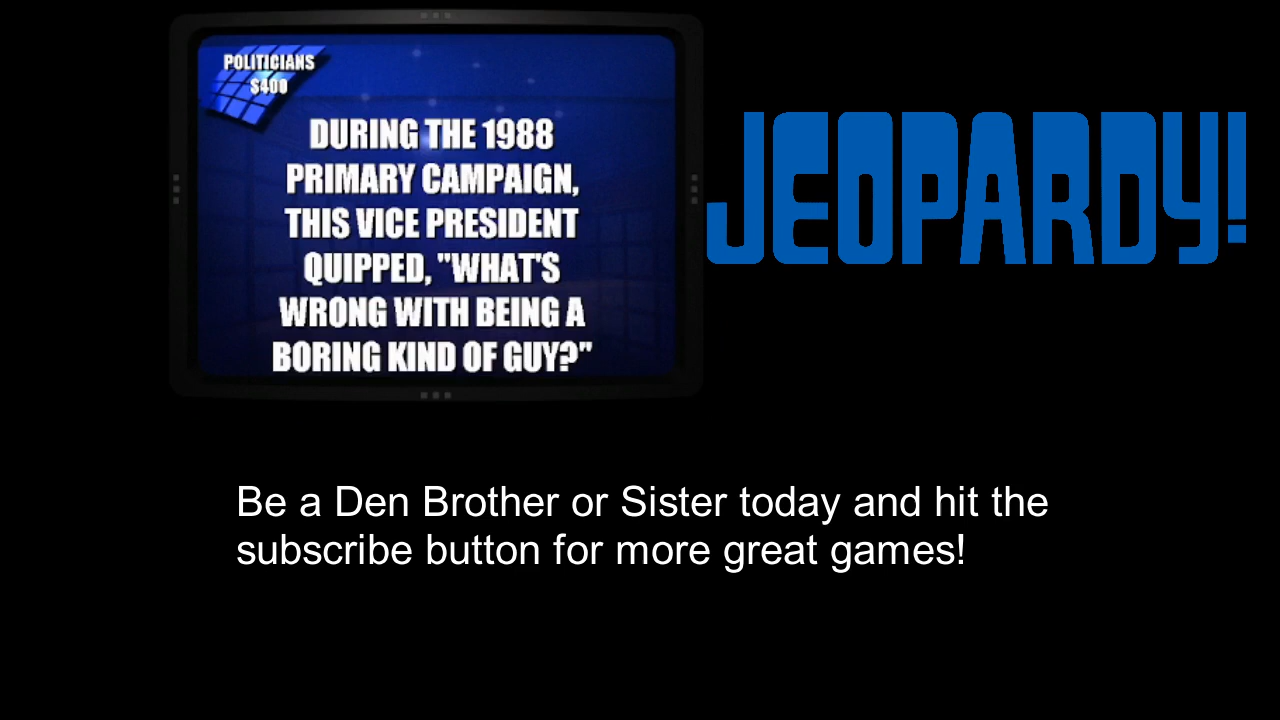 POLITICIANS
$400
DURING THE 1988
PRIMARY CAMPAIGN,
THIS VICE PRESIDENT
QUIPPED, "WHAT'S
WRONG WITH BEING A
BORING KIND OF GUY?"
JEOPARDY!
Be a Den Brother or Sister today and hit the
subscribe button for more great games!